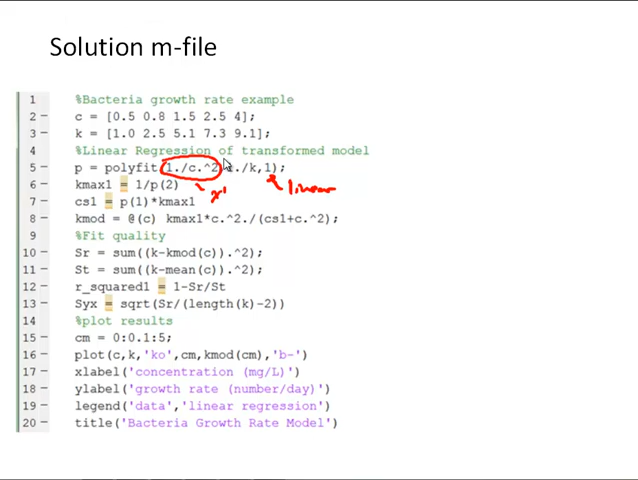 Solution m-file
1 %Bacteria growth rate example
2 - c = [0.5 0.8 1.5 2.5 4];
3 - k = [1.0 2.5 5.1 7.3 9.1];
4 %Linear Regression of transformed model
5 - p = polyfit(1./c.^2,1./k,1);
6 - kmax1 = 1/p(2)
x'
linear
7 - cs1 = p(1)*kmax1
8 - kmod = @(c) kmax1*c.^2./(cs1+c.^2);
9 %Fit quality
10 - Sr = sum((k-kmod(c)).^2);
11 - St = sum((k-mean(c)).^2);
12 - r_squared1 = 1-Sr/St
13 - Syx = sqrt(Sr/(length(k)-2))
14 %plot results
15 - cm = 0:0.1:5;
16 - plot(c,k,'ko',cm,kmod(cm),'b-')
17 - xlabel('concentration (mg/L)')
18 - ylabel('growth rate (number/day)')
19 - legend('data','linear regression')
20 - title('Bacteria Growth Rate Model')